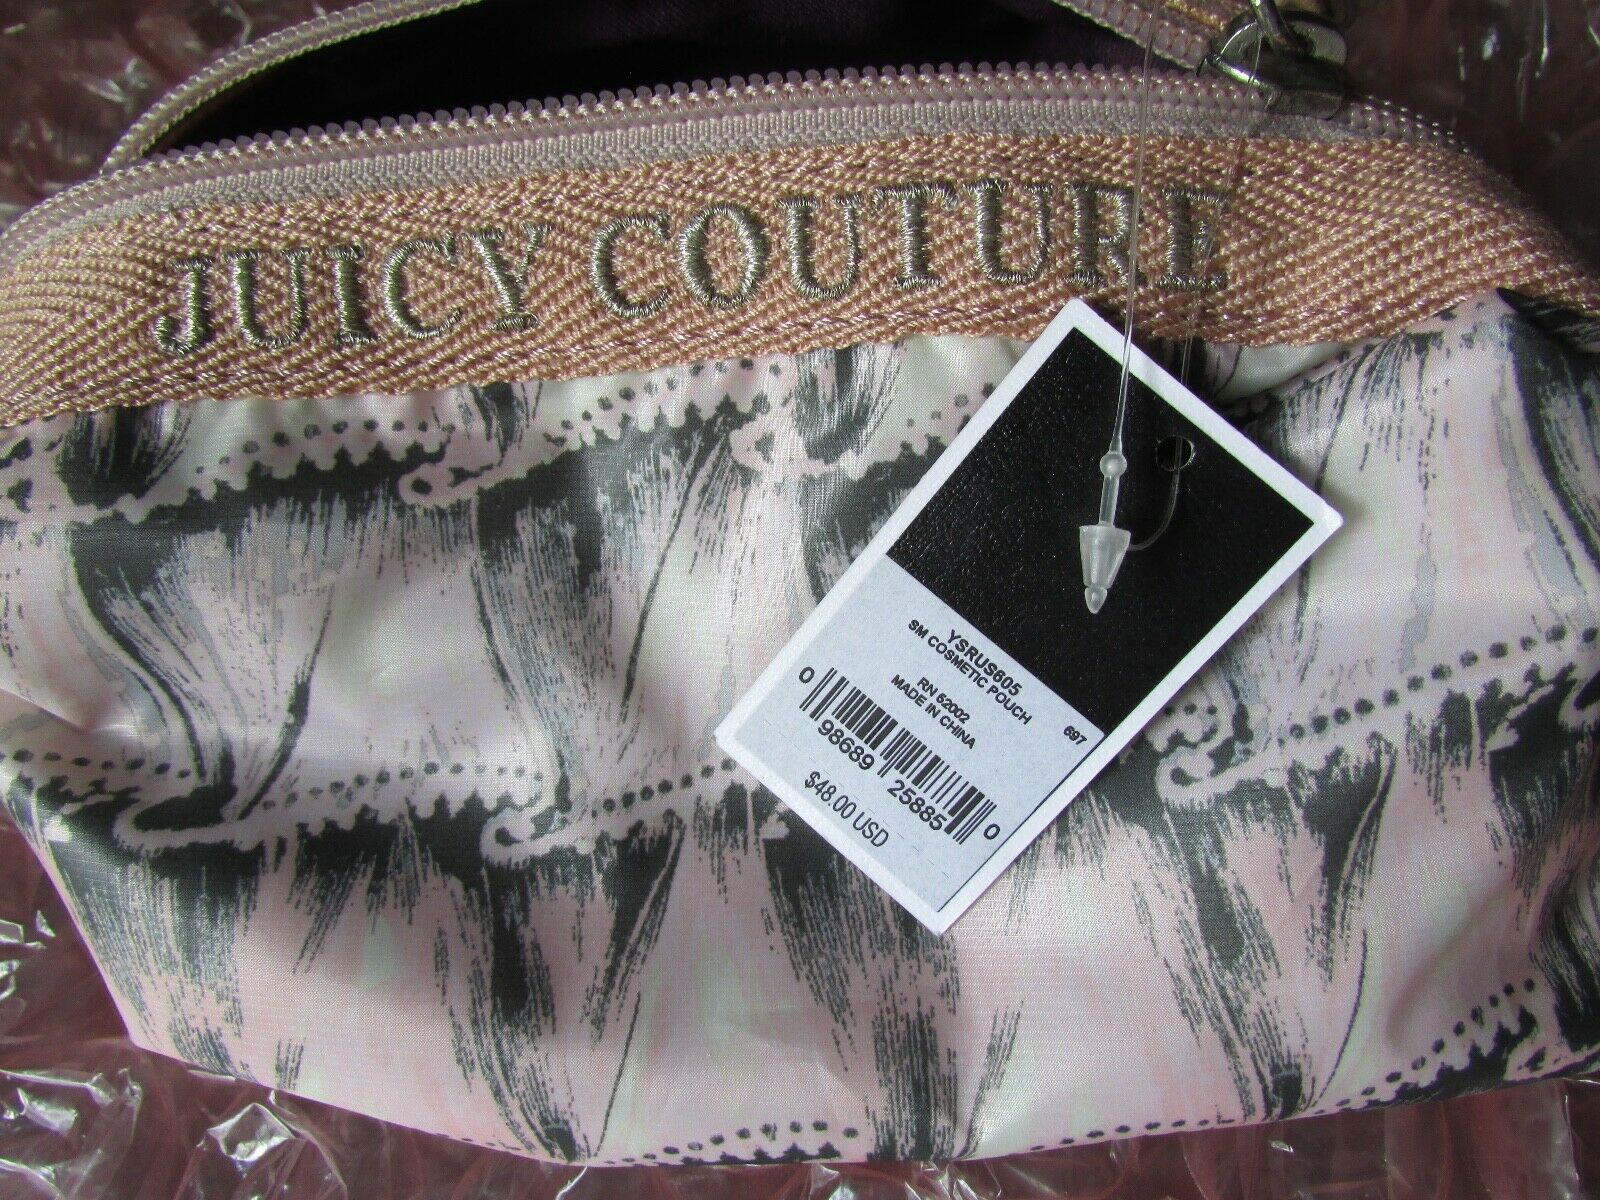 JUICY COUTURE
YSRUS605
SM COSMETIC POUCH
697
RN 52002
MADE IN CHINA
0 98689 25885 0
$48.00 USD